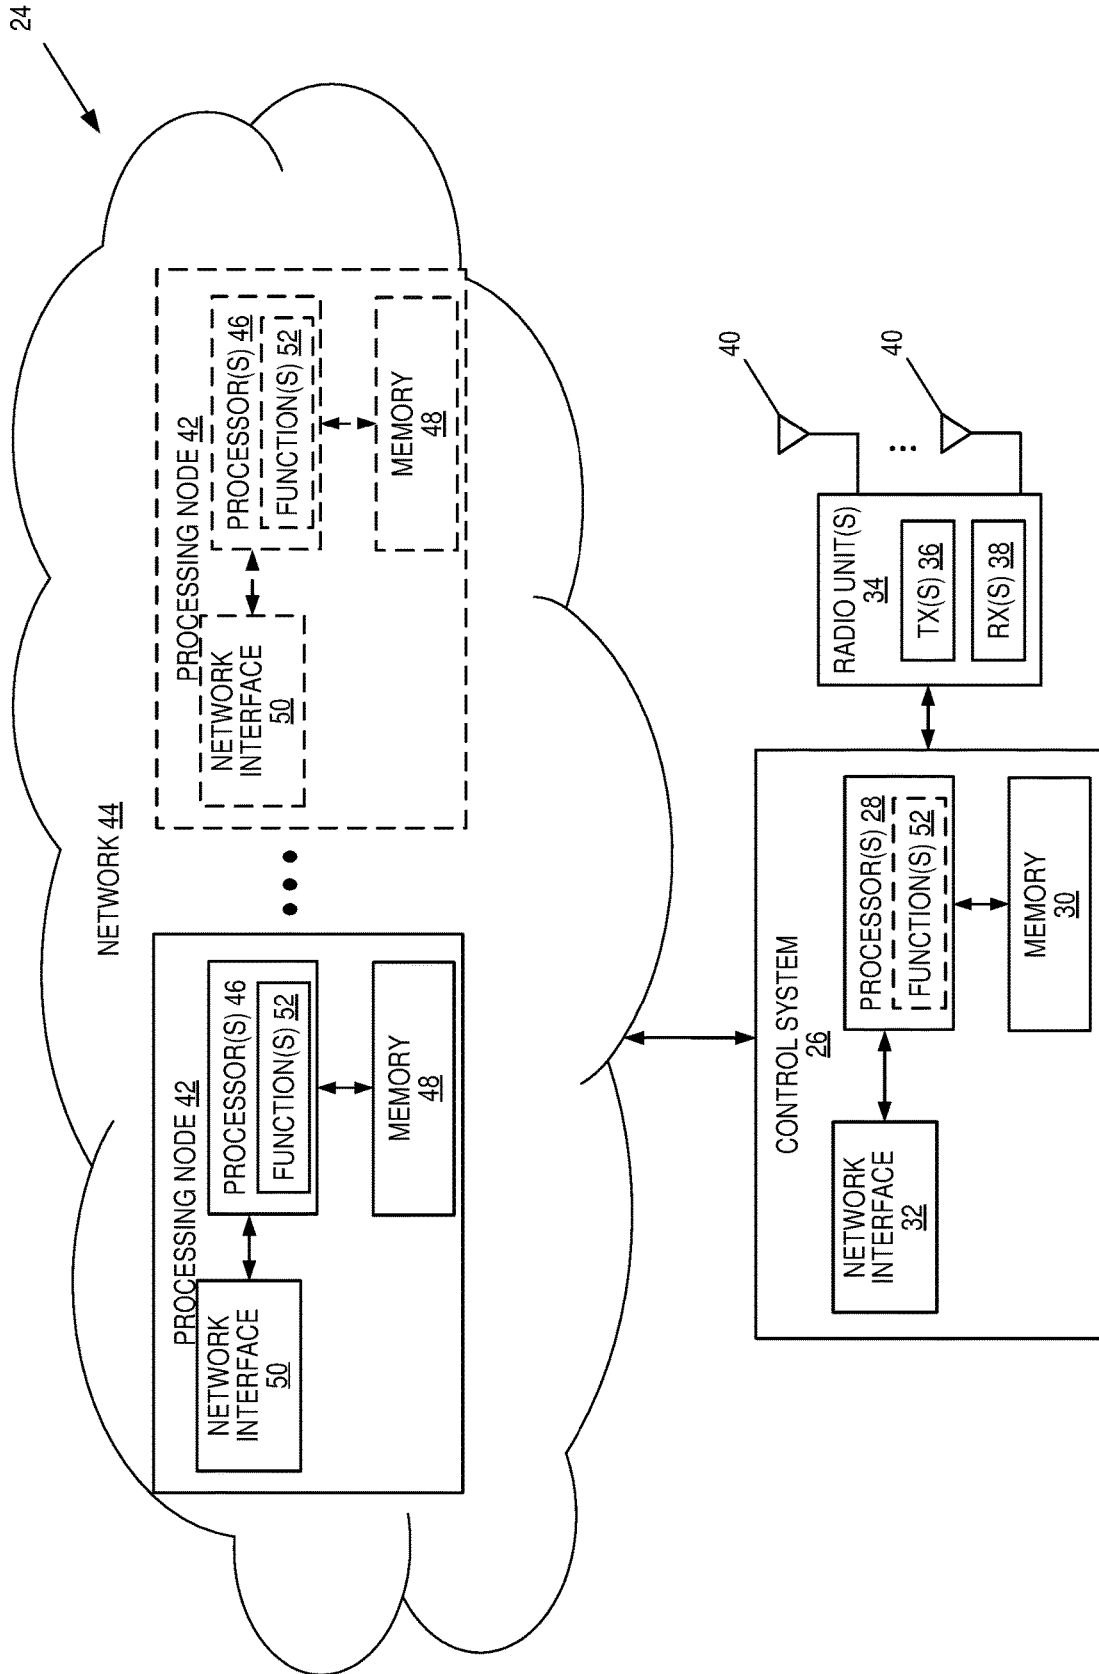 24
NETWORK 44
PROCESSING NODE 42
NETWORK
INTERFACE
50
PROCESSOR(S) 46
FUNCTION(S) 52
MEMORY
48
PROCESSING NODE 42
NETWORK
INTERFACE
50
PROCESSOR(S) 46
FUNCTION(S) 52
MEMORY
48
CONTROL SYSTEM
26
NETWORK
INTERFACE
32
PROCESSOR(S) 28
FUNCTION(S) 52
MEMORY
30
RADIO UNIT(S)
34
TX(S) 36
RX(S) 38
40
40